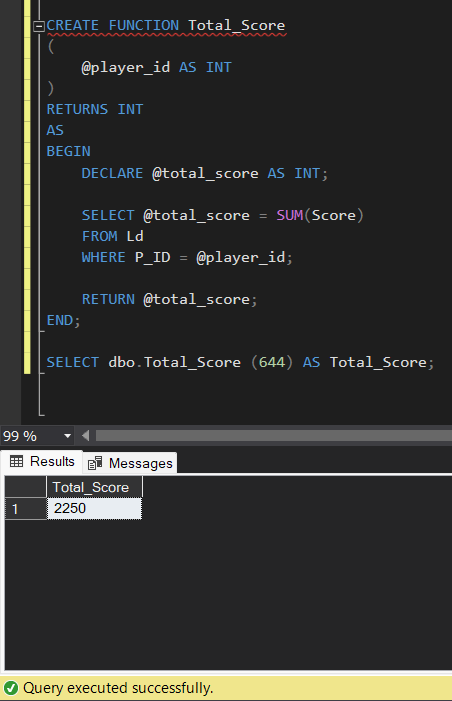 CREATE FUNCTION Total_Score
(
    @player_id AS INT
)
RETURNS INT
AS
BEGIN
    DECLARE @total_score AS INT;
    SELECT @total_score = SUM(Score)
    FROM Ld
    WHERE P_ID = @player_id;
    RETURN @total_score;
END;
SELECT dbo.Total_Score (644) AS Total_Score;
99 %
Results Messages
Total_Score
1 2250
Query executed successfully.